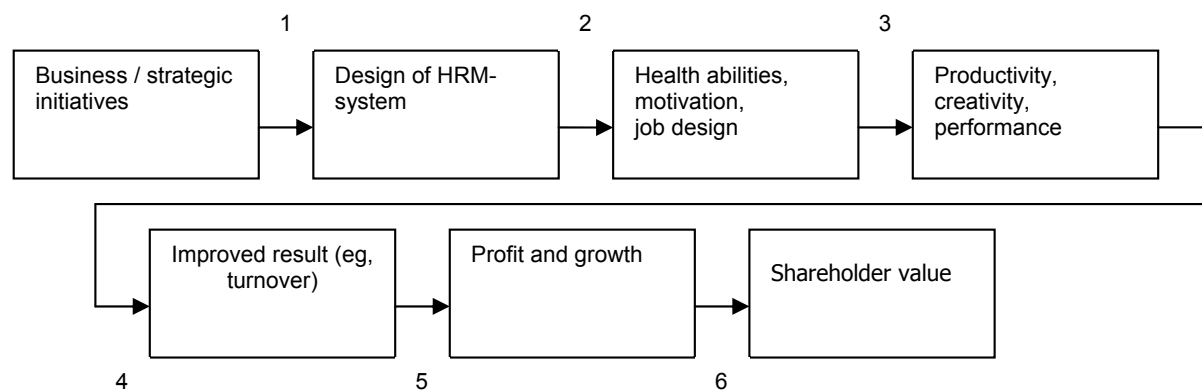 1
2
3
Business / strategic
initiatives
Design of HRM-
system
Health abilities,
motivation,
job design
Productivity,
creativity,
performance
Improved result (eg,
turnover)
Profit and growth
Shareholder value
4
5
6